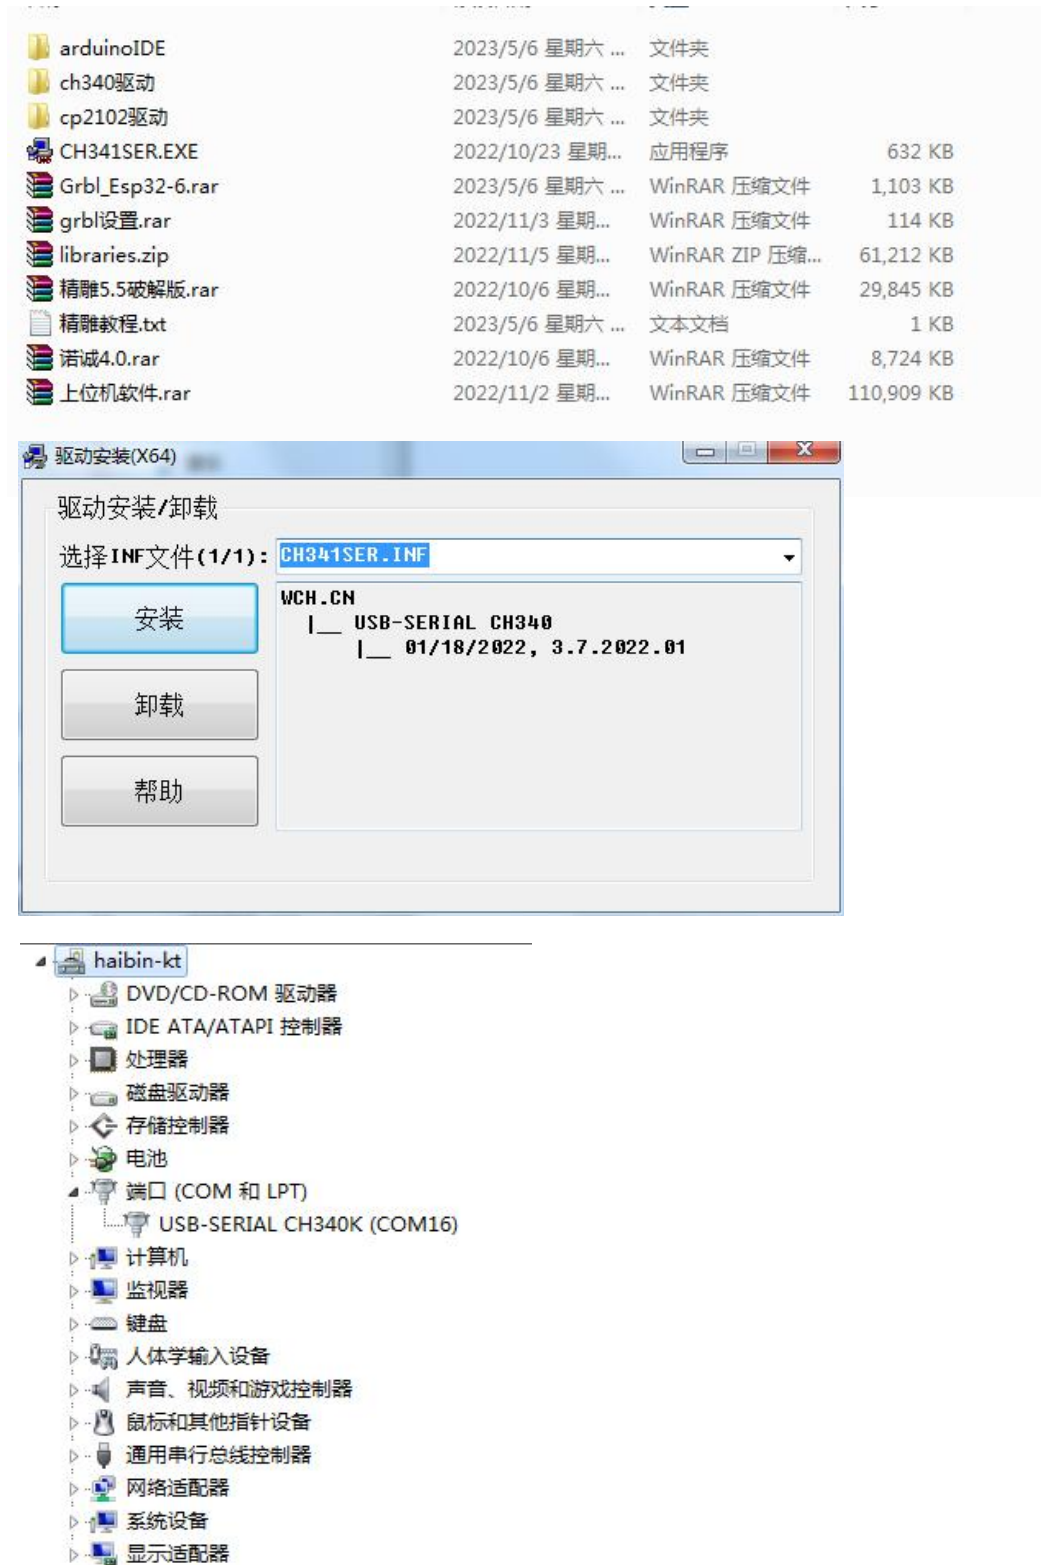 arduinoIDE 2023/5/6 星期六 ... 文件夹
ch340驱动 2023/5/6 星期六 ... 文件夹
cp2102驱动 2023/5/6 星期六 ... 文件夹
CH341SER.EXE 2022/10/23 星期... 应用程序 632 KB
Grbl_Esp32-6.rar 2023/5/6 星期六 ... WinRAR 压缩文件 1,103 KB
grbl设置.rar 2022/11/3 星期... WinRAR 压缩文件 114 KB
libraries.zip 2022/11/5 星期... WinRAR ZIP 压缩... 61,212 KB
精雕5.5破解版.rar 2022/10/6 星期... WinRAR 压缩文件 29,845 KB
精雕教程.txt 2023/5/6 星期六 ... 文本文档 1 KB
诺诚4.0.rar 2022/10/6 星期... WinRAR 压缩文件 8,724 KB
上位机软件.rar 2022/11/2 星期... WinRAR 压缩文件 110,909 KB
驱动安装(X64)
驱动安装/卸载
选择INF文件(1/1): CH341SER.INF
安装
卸载
帮助
WCH.CN
|__ USB-SERIAL CH340
|__ 01/18/2022, 3.7.2022.01
haibin-kt
DVD/CD-ROM 驱动器
IDE ATA/ATAPI 控制器
处理器
磁盘驱动器
存储控制器
电池
端口 (COM 和 LPT)
USB-SERIAL CH340K (COM16)
计算机
监视器
键盘
人体学输入设备
声音、视频和游戏控制器
鼠标和其他指针设备
通用串行总线控制器
网络适配器
系统设备
显示适配器